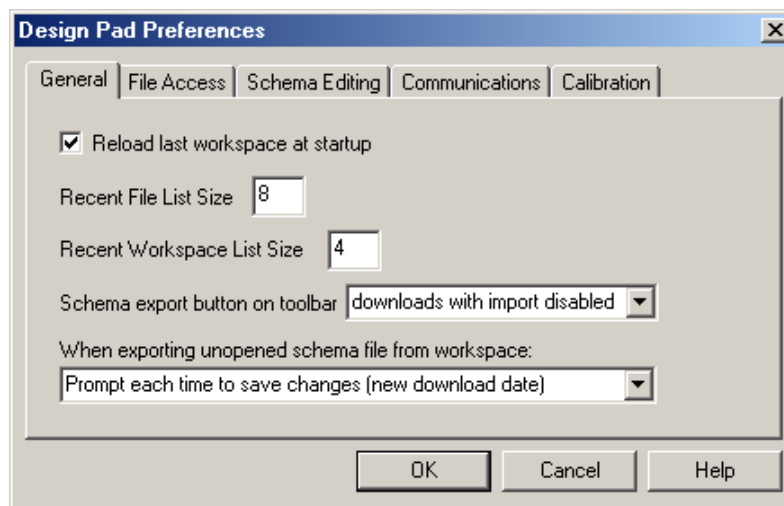 Design Pad Preferences
General File Access Schema Editing Communications Calibration
Reload last workspace at startup
Recent File List Size 8
Recent Workspace List Size 4
Schema export button on toolbar downloads with import disabled
When exporting unopened schema file from workspace:
Prompt each time to save changes (new download date)
OK Cancel Help